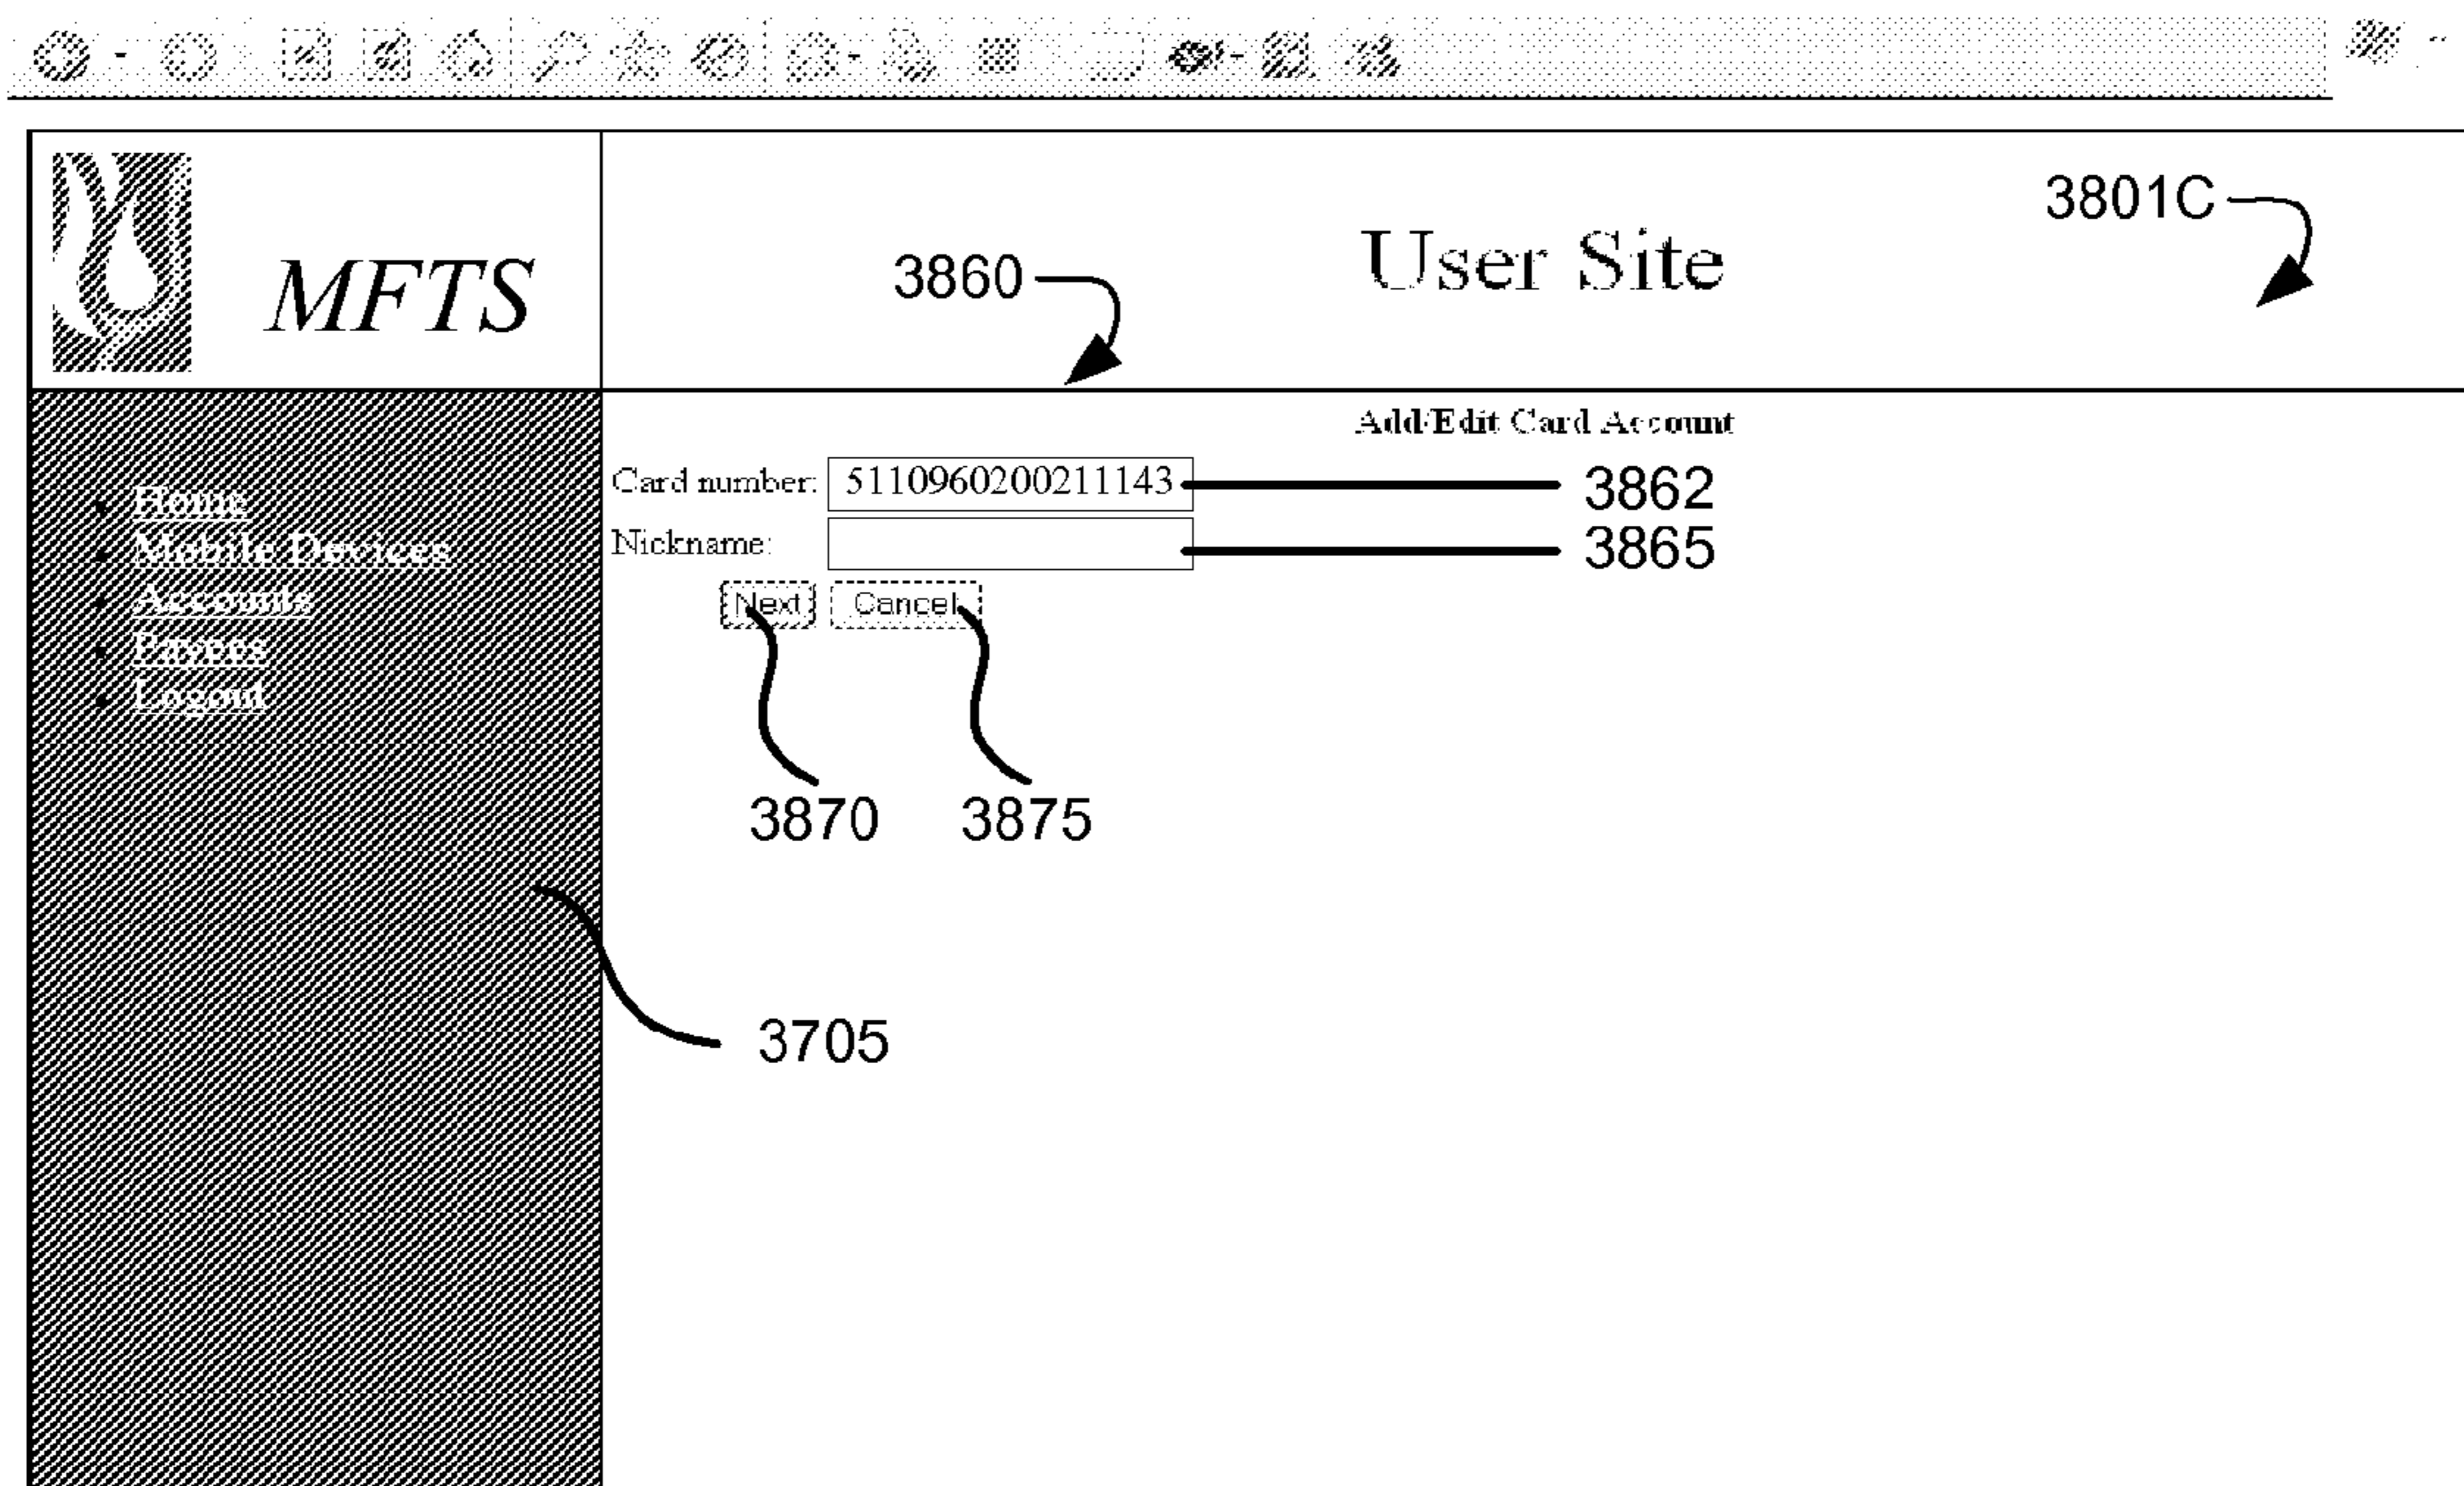 3801C
User Site
3860
MFTS
Add/Edit Card Account
Card number: 5110960200211143 3862
Nickname: 3865
Home
Mobile Devices
Accounts
Payees
Logout
Next Cancel
3870 3875
3705